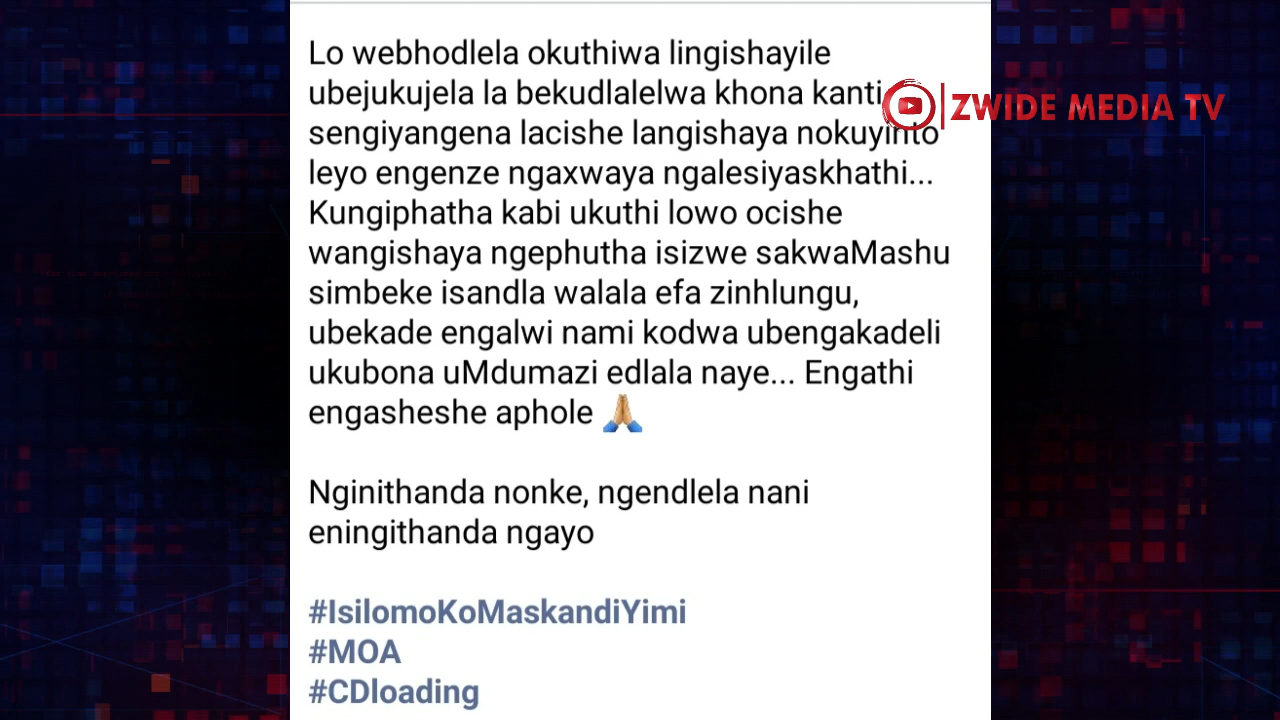 Lo webhodlela okuthiwa lingishayile
ubejukujela la bekudlalelwa khona kanti
sengiyangena lacishe langishaya nokuyinto
leyo engenze ngaxwaya ngalesiyaskhathi...
Kungiphatha kabi ukuthi lowo ocishe
wangishaya ngephutha isizwe sakwaMashu
simbeke isandla walala efa zinhlungu,
ubekade engalwi nami kodwa ubengakadeli
ukubona uMdumazi edlala naye... Engathi
engasheshe aphole 🙏🏼
Nginithanda nonke, ngendlela nani
eningithanda ngayo
#IsilomoKoMaskandiYimi
#MOA
#CDloading
ZWIDE MEDIA TV